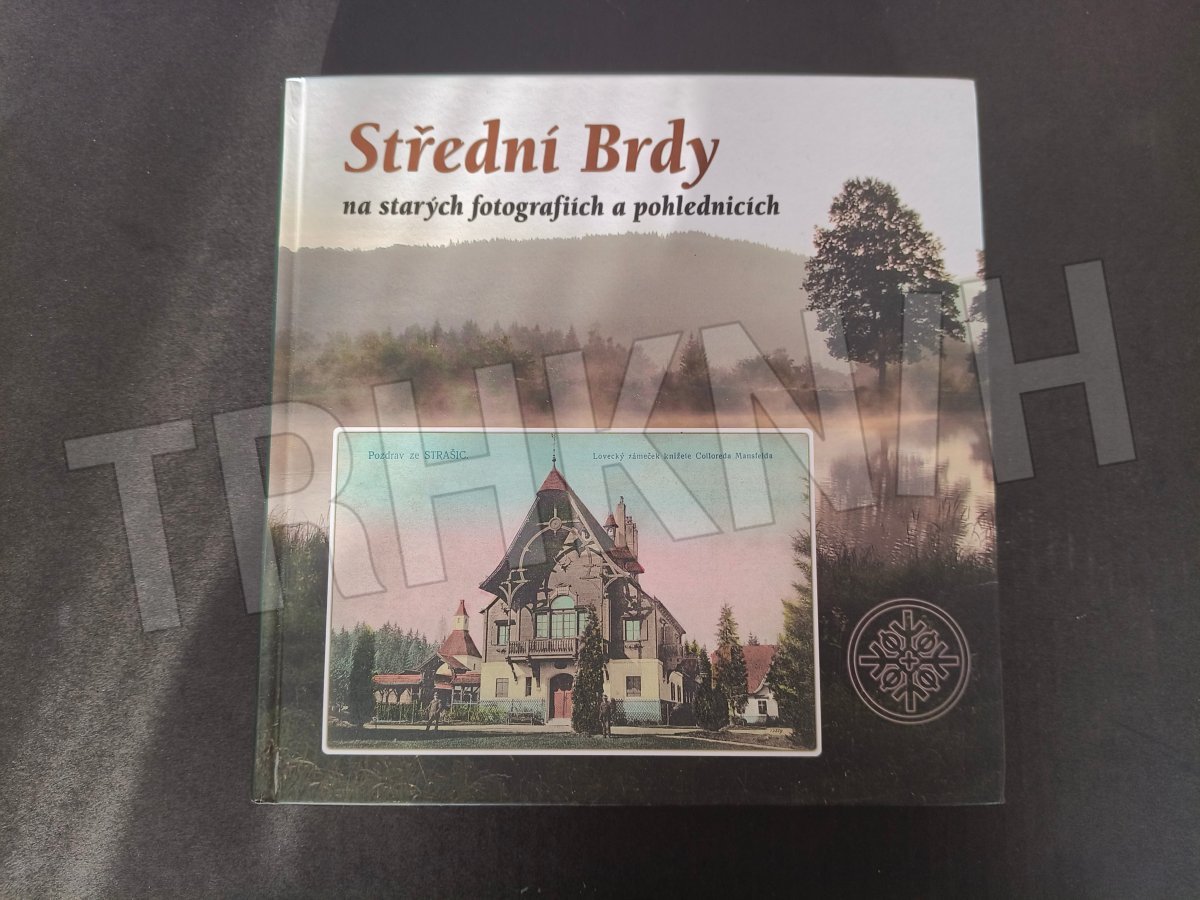 Střední Brdy
na starých fotografiích a pohlednicích
TRHKNIH
Pozdrav ze STRAŠIC.
Lovecký zámeček knížete Colloreda Mansfelda